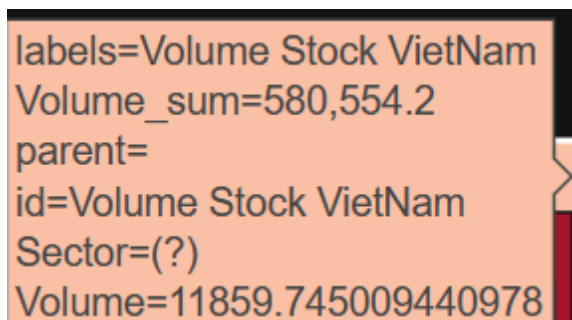 labels=Volume Stock VietNam
Volume_sum=580,554.2
parent=
id=Volume Stock VietNam
Sector=(?)
Volume=11859.745009440978